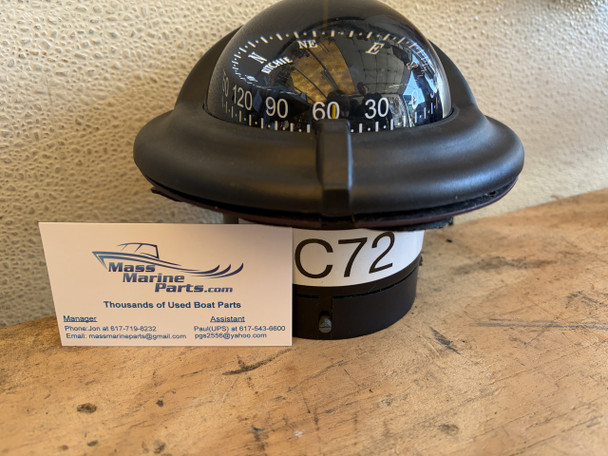 N NE E
RITCHIE
120 90 60 30
C72
Mass
Marine
Parts.com
Thousands of Used Boat Parts
Manager Assistant
Phone:Jon at 617-719-8232 Paul(UPS) at 617-543-6600
Email: massmarineparts@gmail.com pgs2556@yahoo.com